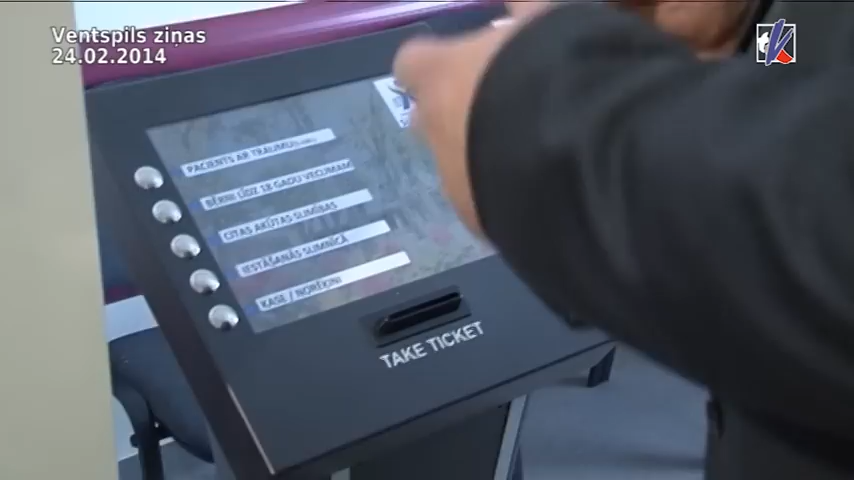 Ventspils ziņas
24.02.2014
PACIENTS AR TRAUMU
BĒRNI LĪDZ 18 GADU VECUMAM
CITAS AKŪTAS SLIMĪBAS
IESTĀŠANĀS SLIMNĪCĀ
KASE / NORĒĶINI
TAKE TICKET